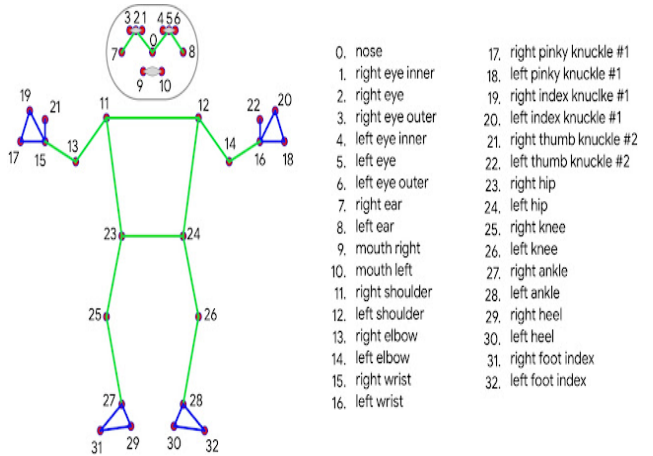 3 2 1 4 5 6
0
7 8
9 10
19 21 11 12 22 20
17 15 13 14 16 18
23 24
25 26
27 28
31 29 30 32
0. nose
1. right eye inner
2. right eye
3. right eye outer
4. left eye inner
5. left eye
6. left eye outer
7. right ear
8. left ear
9. mouth right
10. mouth left
11. right shoulder
12. left shoulder
13. right elbow
14. left elbow
15. right wrist
16. left wrist
17. right pinky knuckle #1
18. left pinky knuckle #1
19. right index knuclke #1
20. left index knuckle #1
21. right thumb knuckle #2
22. left thumb knuckle #2
23. right hip
24. left hip
25. right knee
26. left knee
27. right ankle
28. left ankle
29. right heel
30. left heel
31. right foot index
32. left foot index